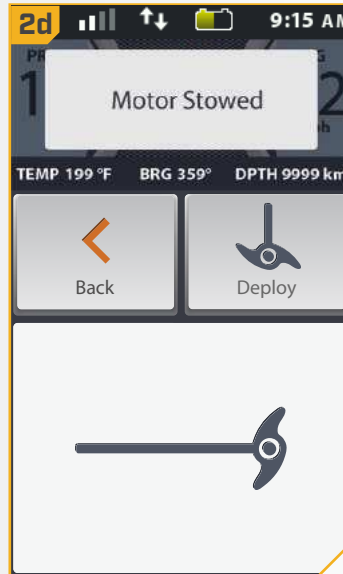 2d
9:15 AM
Motor Stowed
TEMP 199 °F BRG 359° DPTH 9999 km
Back
Deploy